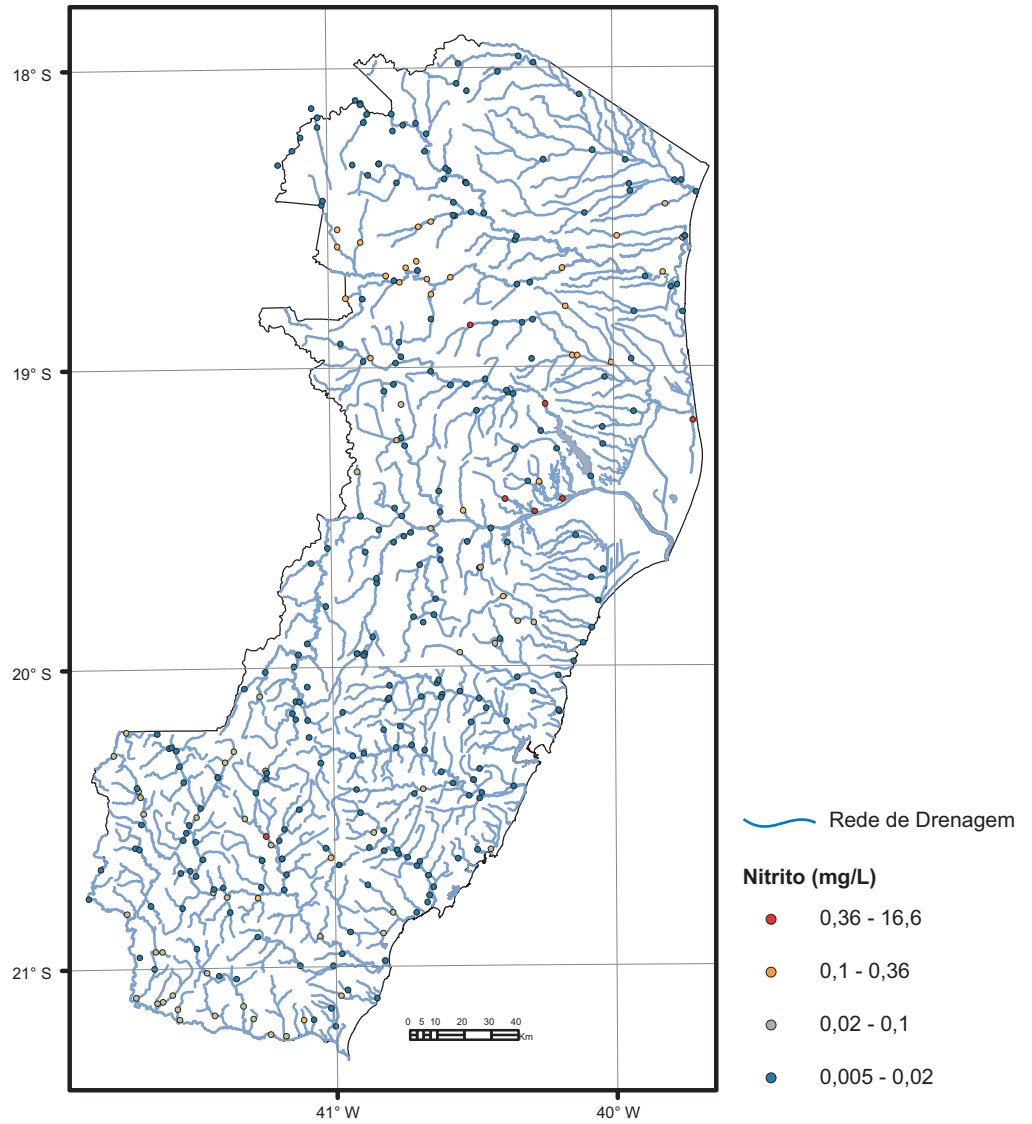 18° S
19° S
20° S
21° S
41° W
40° W
0 5 10 20 30 40
Km
Rede de Drenagem
Nitrito (mg/L)
0,36 - 16,6
0,1 - 0,36
0,02 - 0,1
0,005 - 0,02